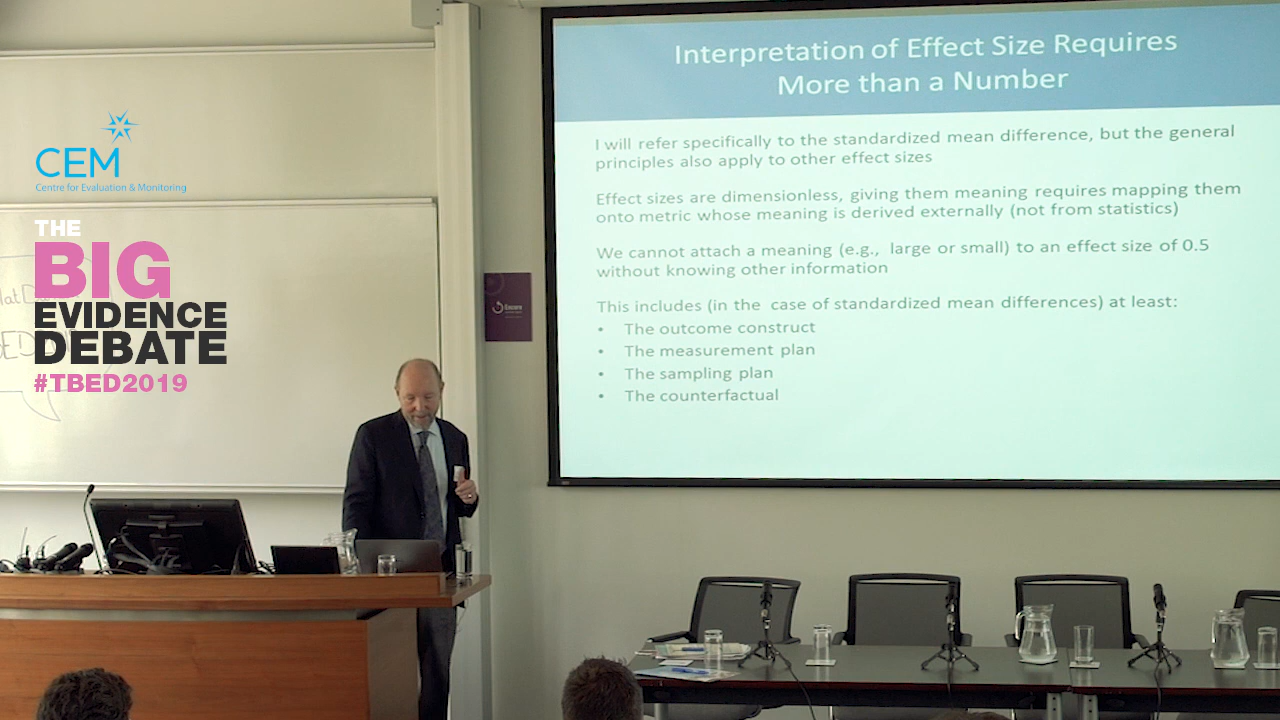 CEM
Centre for Evaluation & Monitoring
THE
BIG
EVIDENCE
DEBATE
#TBED2019
Interpretation of Effect Size Requires
More than a Number
I will refer specifically to the standardized mean difference, but the general
principles also apply to other effect sizes
Effect sizes are dimensionless, giving them meaning requires mapping them
onto metric whose meaning is derived externally (not from statistics)
We cannot attach a meaning (e.g., large or small) to an effect size of 0.5
without knowing other information
This includes (in the case of standardized mean differences) at least:
• The outcome construct
• The measurement plan
• The sampling plan
• The counterfactual